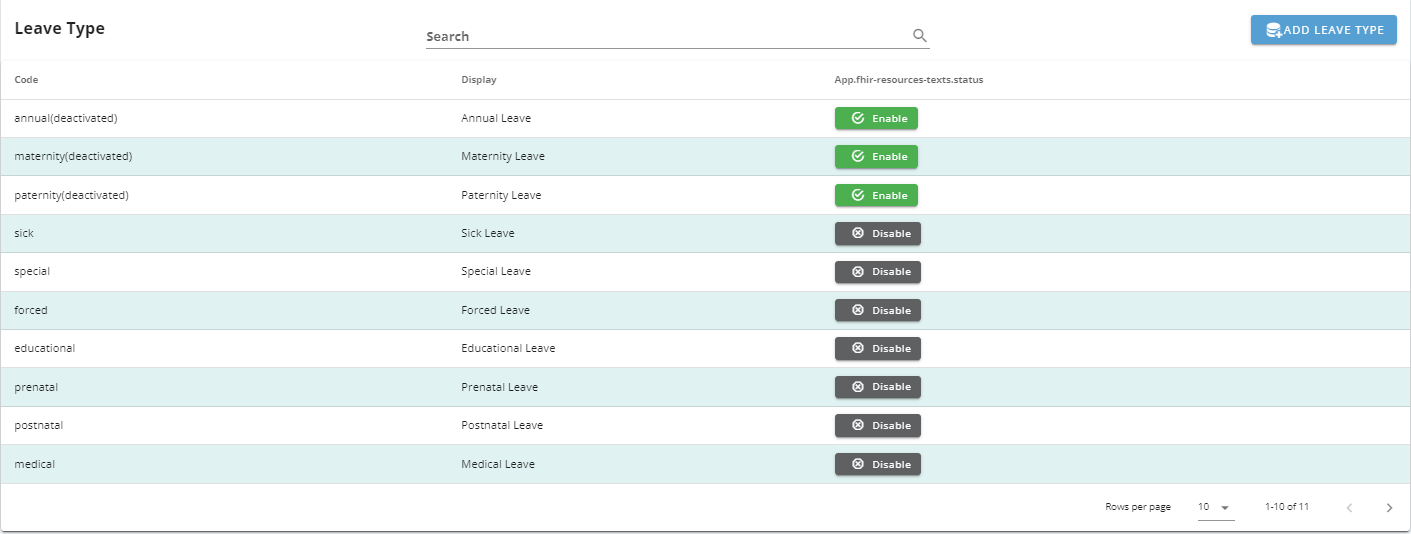 Leave Type
Search
ADD LEAVE TYPE
Code Display App.fhir-resources-texts.status
annual(deactivated) Annual Leave Enable
maternity(deactivated) Maternity Leave Enable
paternity(deactivated) Paternity Leave Enable
sick Sick Leave Disable
special Special Leave Disable
forced Forced Leave Disable
educational Educational Leave Disable
prenatal Prenatal Leave Disable
postnatal Postnatal Leave Disable
medical Medical Leave Disable
Rows per page 10 1-10 of 11